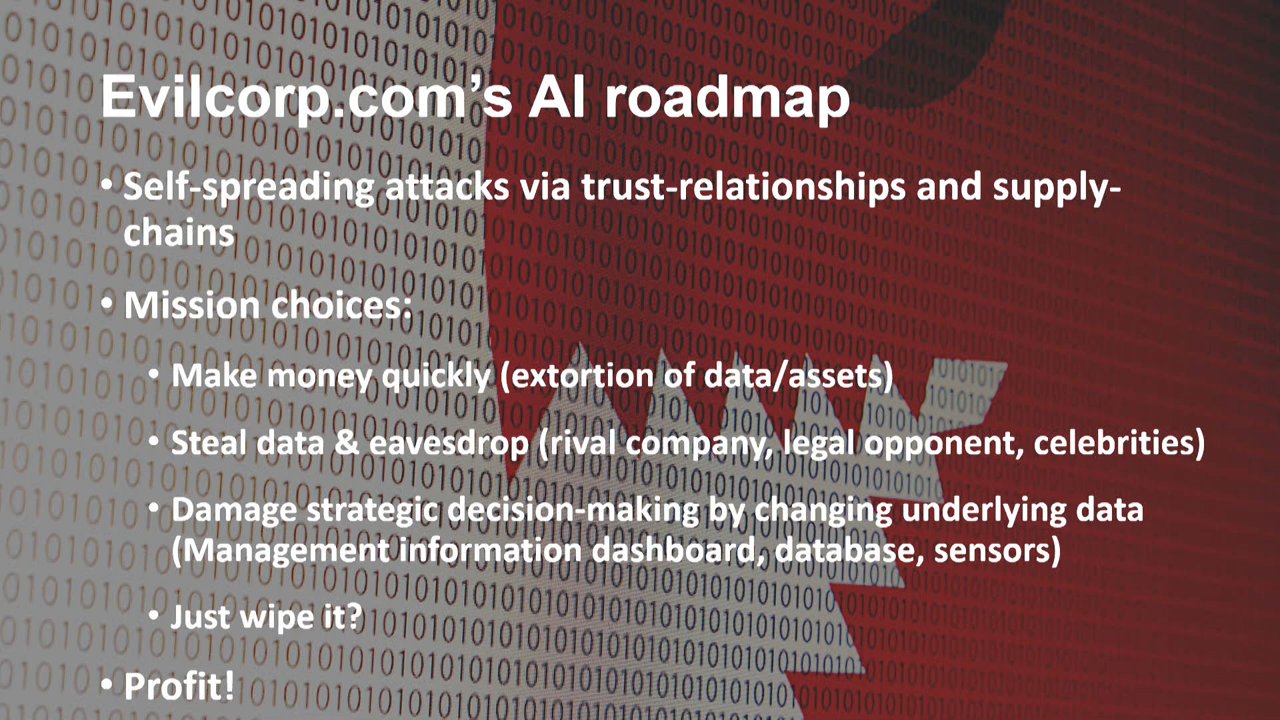 Evilcorp.com’s AI roadmap
• Self-spreading attacks via trust-relationships and supply-
chains
• Mission choices:
• Make money quickly (extortion of data/assets)
• Steal data & eavesdrop (rival company, legal opponent, celebrities)
• Damage strategic decision-making by changing underlying data
(Management information dashboard, database, sensors)
• Just wipe it?
• Profit!